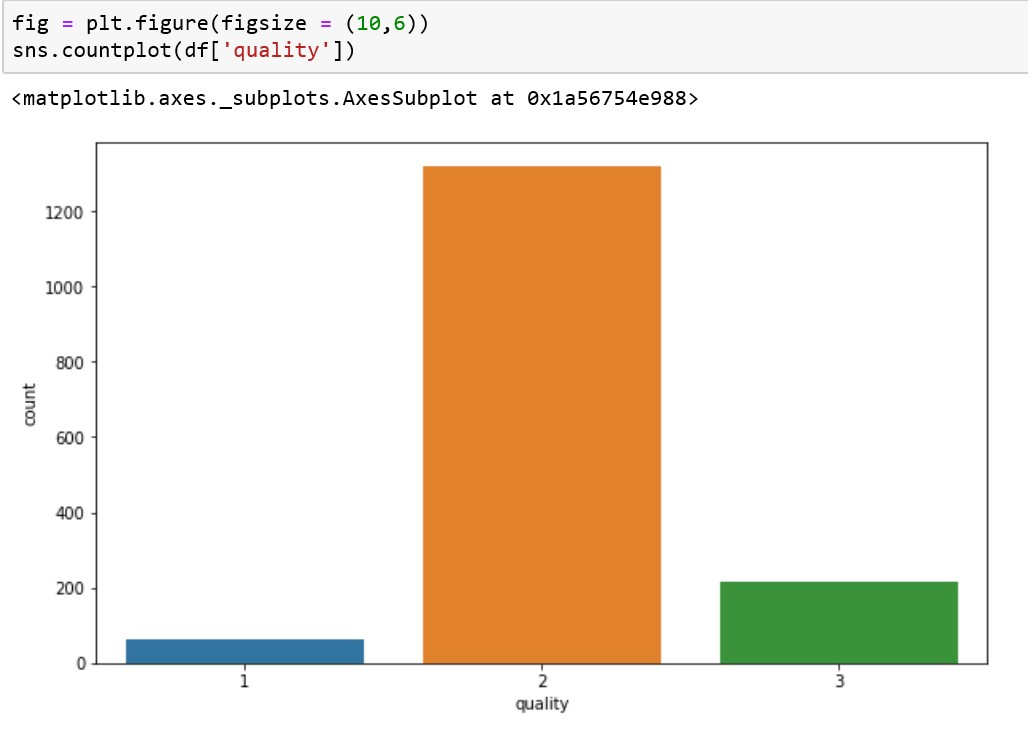 fig = plt.figure(figsize = (10,6))
sns.countplot(df['quality'])
<matplotlib.axes._subplots.AxesSubplot at 0x1a56754e988>
1200
1000
800
600
400
200
0
count
1 2 3
quality